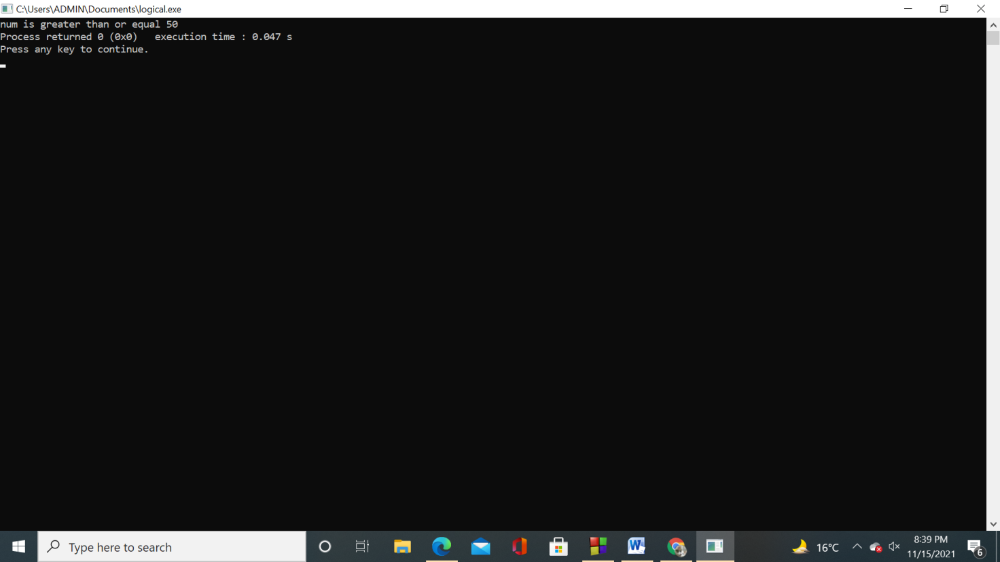 C:\Users\ADMIN\Documents\logical.exe
num is greater than or equal 50
Process returned 0 (0x0)   execution time : 0.047 s
Press any key to continue.
Type here to search
W
16°C
8:39 PM
11/15/2021
6